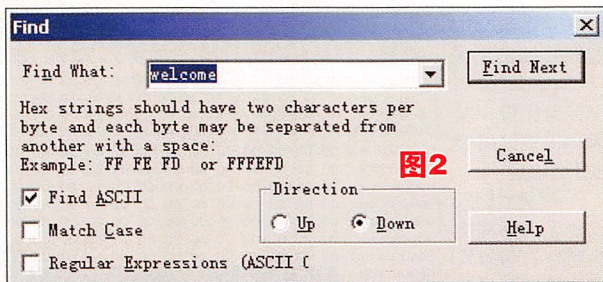 Find
Find What: welcome
Find Next
Hex strings should have two characters per
byte and each byte may be separated from
another with a space:
Example: FF FE FD or FFFEFD
图2
Cancel
Find ASCII
Direction
Match Case
Up Down
Help
Regular Expressions (ASCII (